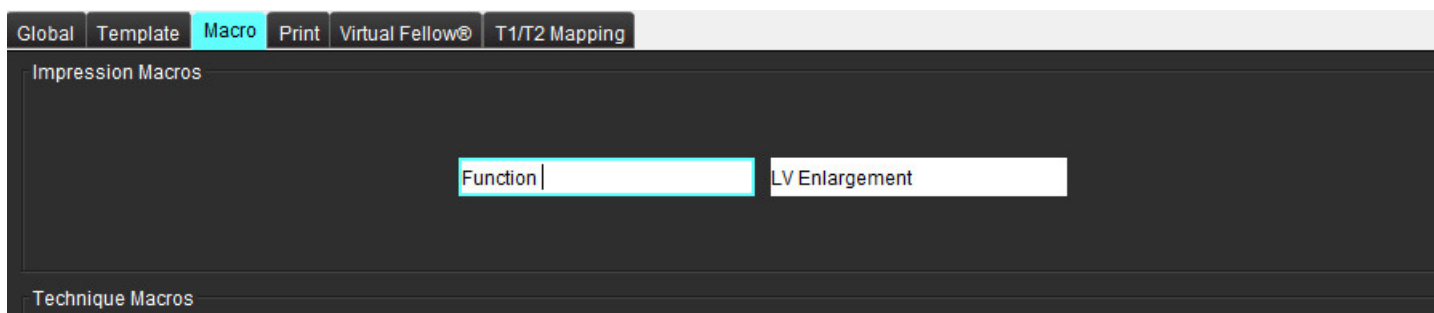 Global Template Macro Print Virtual Fellow® T1/T2 Mapping
Impression Macros
Function LV Enlargement
Technique Macros